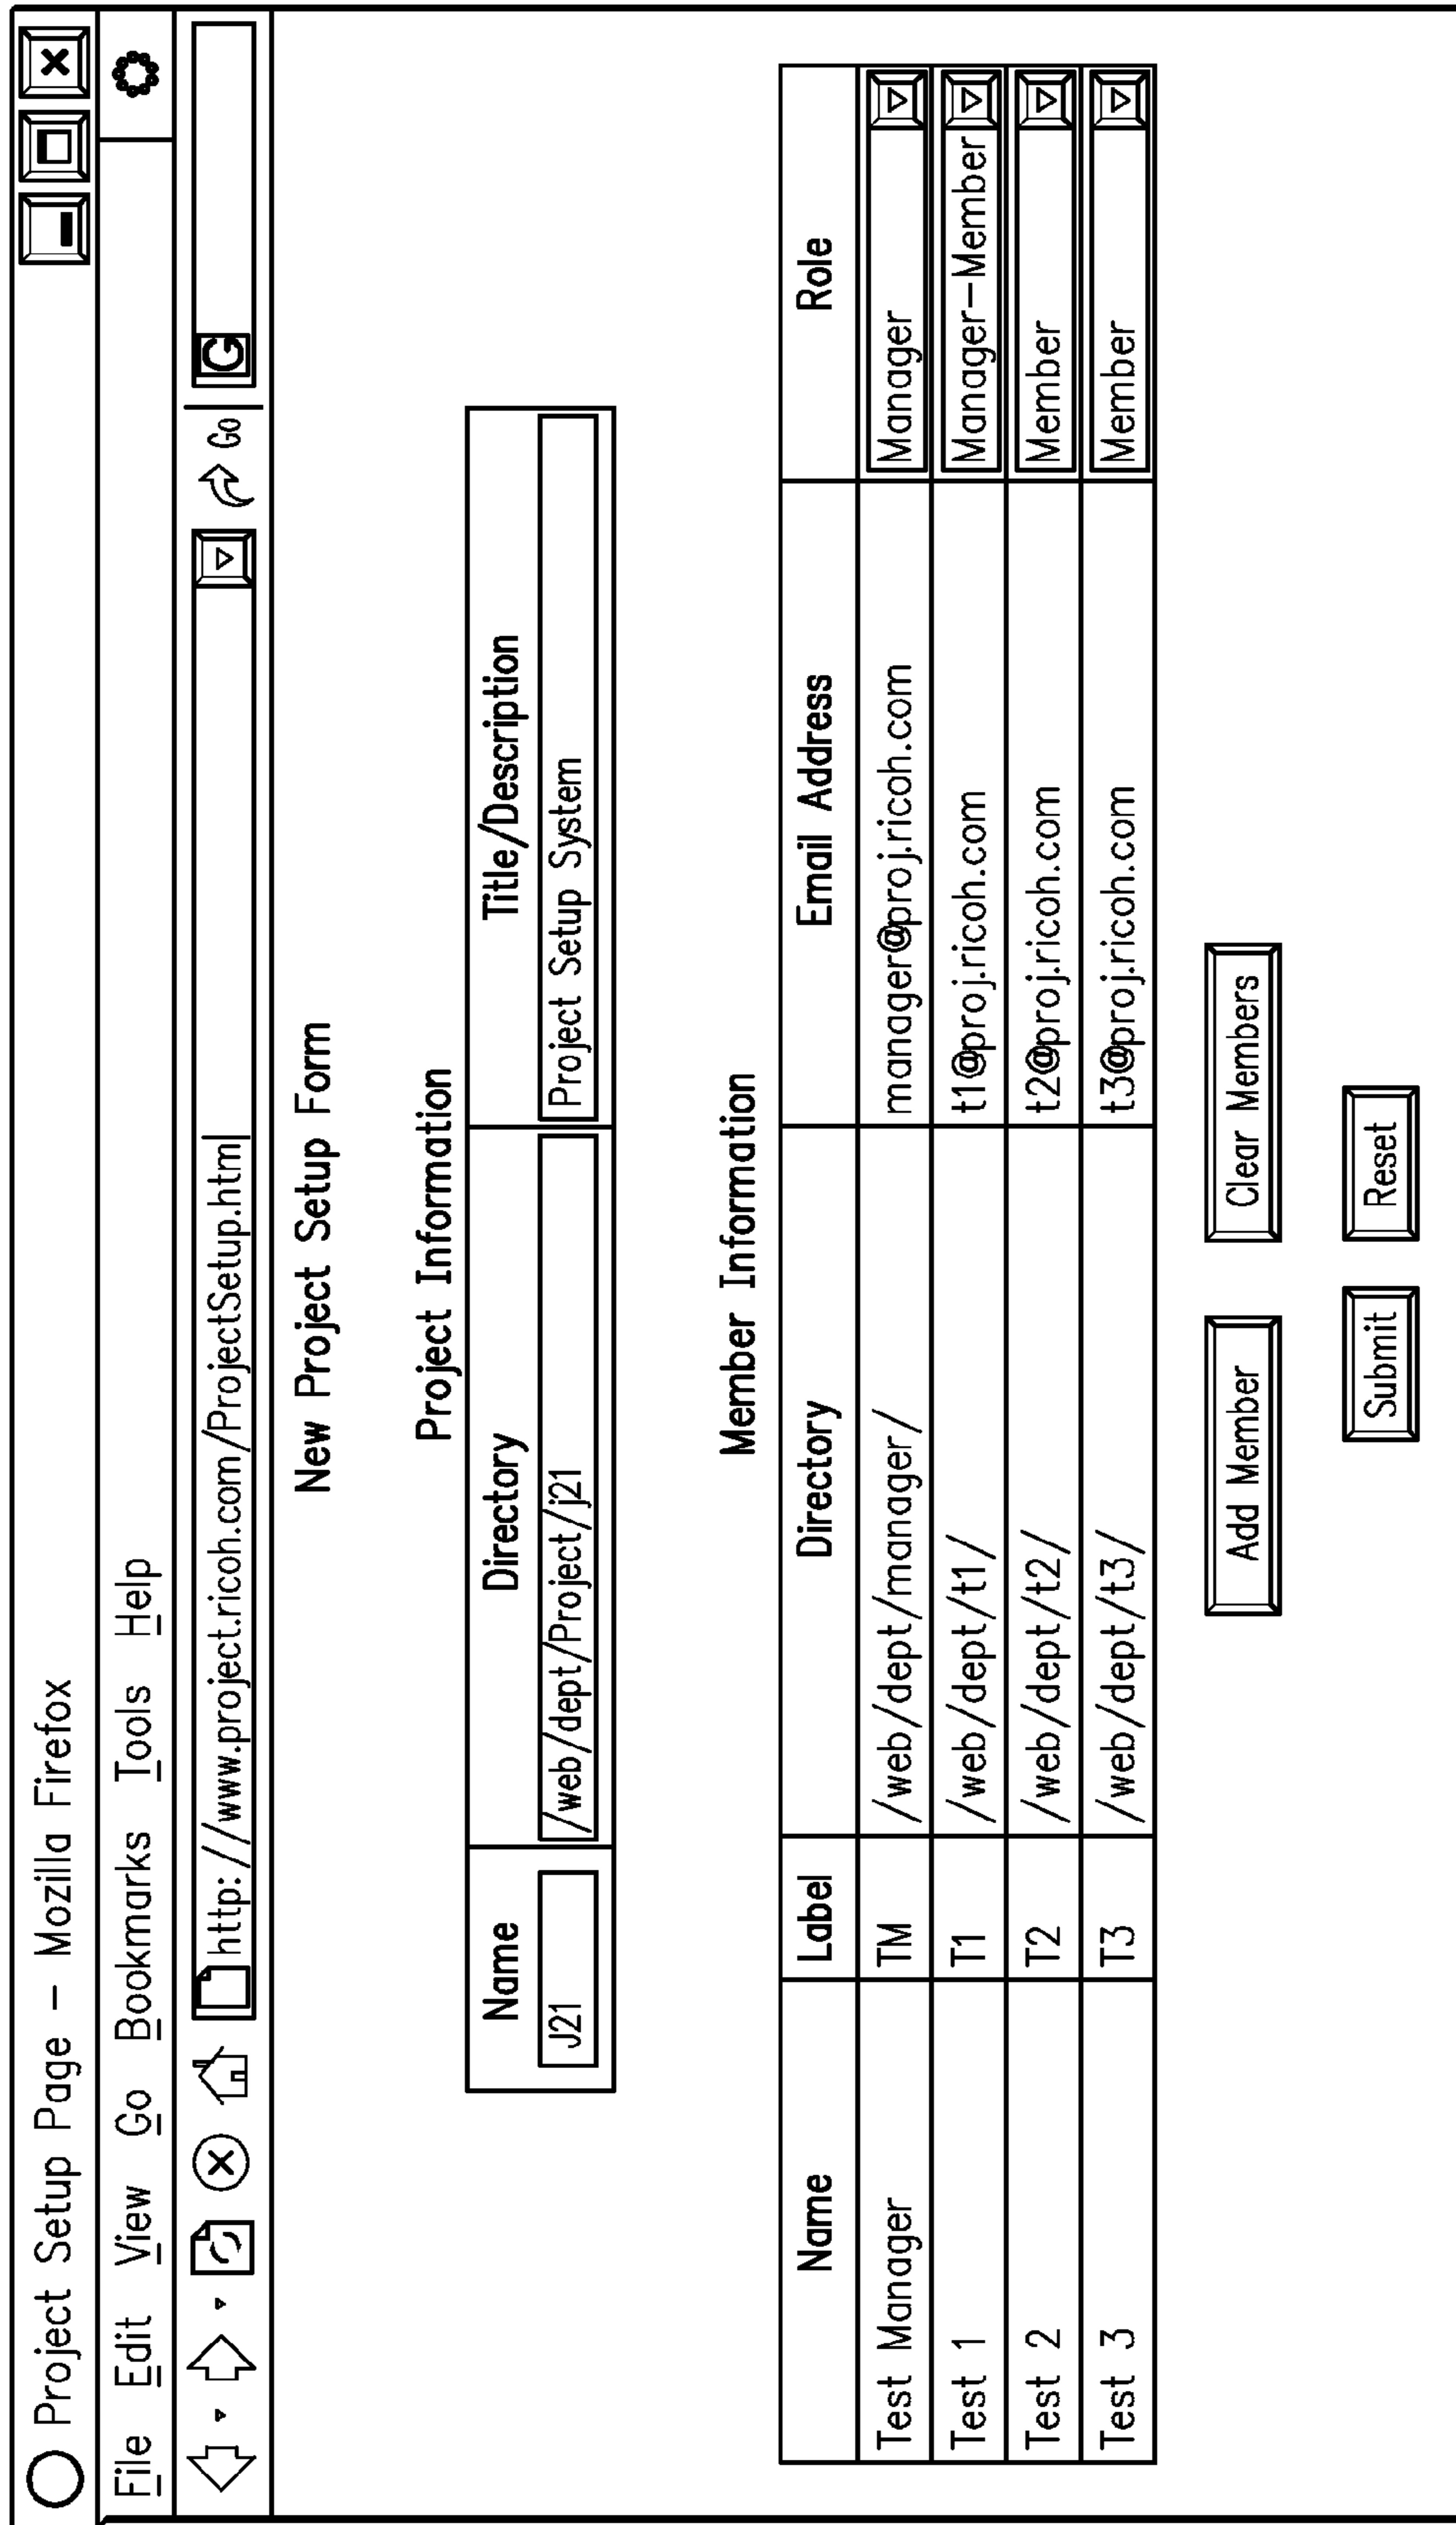 Project Setup Page – Mozilla Firefox
File Edit View Go Bookmarks Tools Help
http://www.project.ricoh.com/ProjectSetup.html Go G
New Project Setup Form
Project Information
Name Directory Title/Description
J21 /web/dept/Project/j21 Project Setup System
Member Information
Name Label Directory Email Address Role
Test Manager TM /web/dept/manager/ manager@proj.ricoh.com Manager
Test 1 T1 /web/dept/t1/ t1@proj.ricoh.com Manager–Member
Test 2 T2 /web/dept/t2/ t2@proj.ricoh.com Member
Test 3 T3 /web/dept/t3/ t3@proj.ricoh.com Member
Add Member Clear Members
Submit Reset